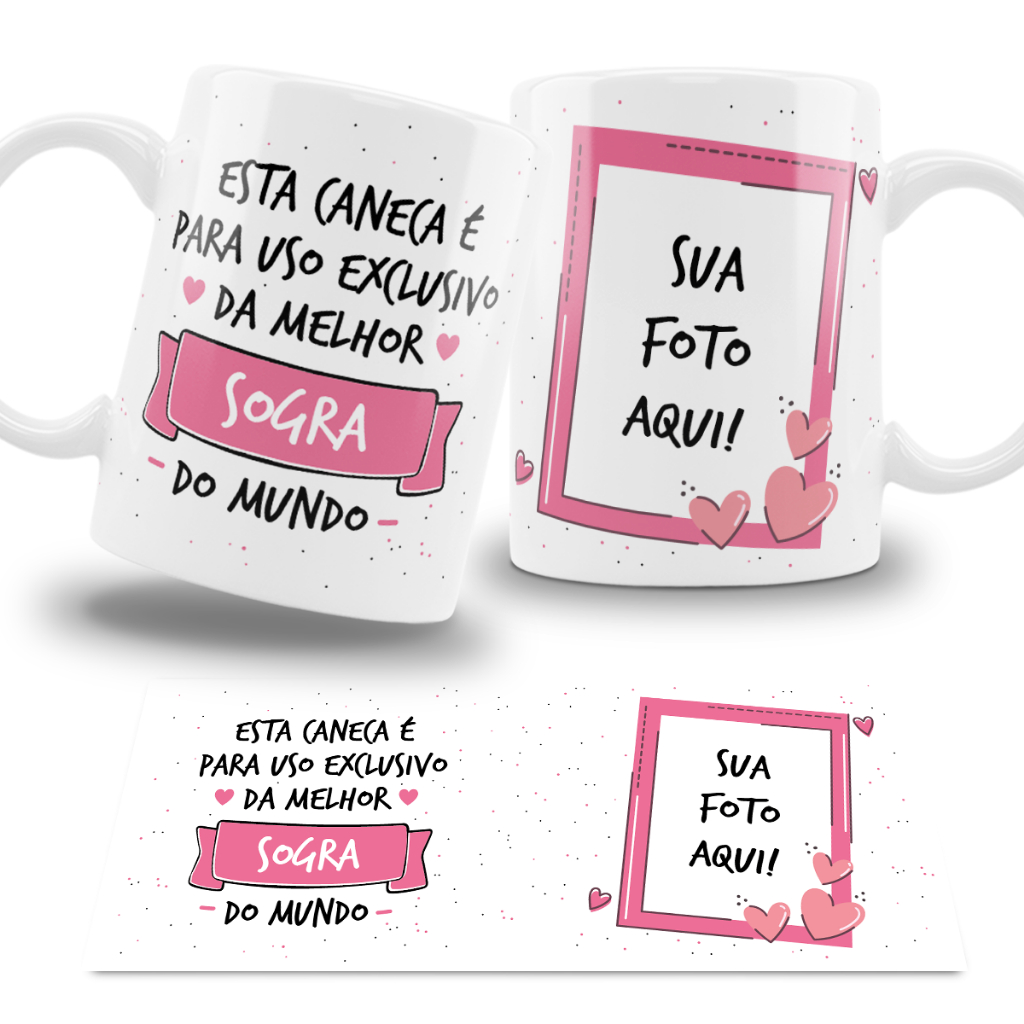 ESTA CANECA É
PARA USO EXCLUSIVO
DA MELHOR
SOGRA
DO MUNDO
SUA
FOTO
AQUI!
ESTA CANECA É
PARA USO EXCLUSIVO
DA MELHOR
SOGRA
DO MUNDO
SUA
FOTO
AQUI!